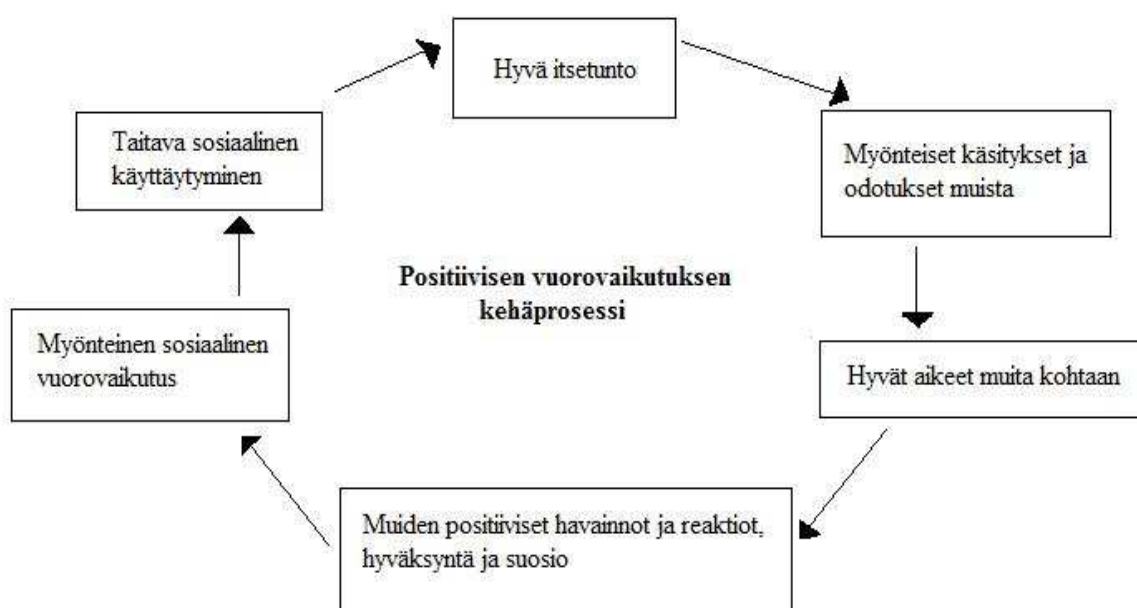 Hyvä itsetunto
Myönteiset käsitykset ja
odotukset muista
Hyvät aikeet muita kohtaan
Muiden positiiviset havainnot ja reaktiot,
hyväksyntä ja suosio
Myönteinen sosiaalinen
vuorovaikutus
Taitava sosiaalinen
käyttäytyminen
Positiivisen vuorovaikutuksen
kehäprosessi